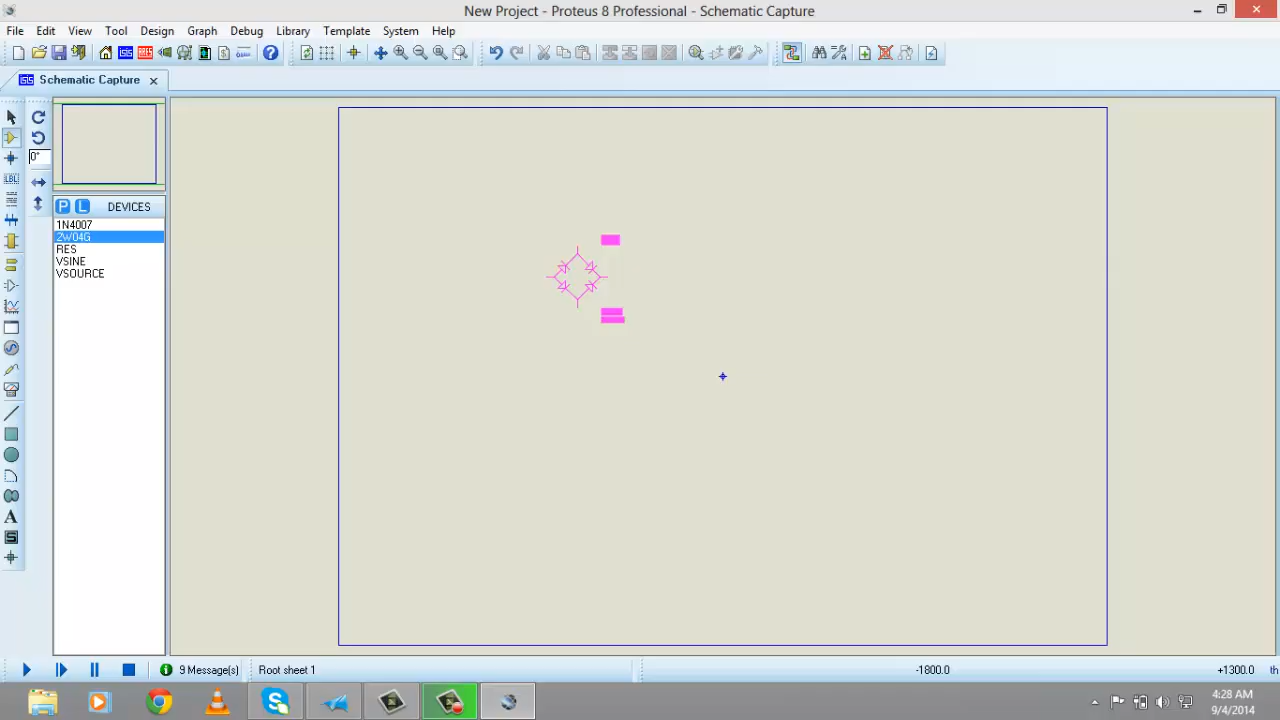 New Project - Proteus 8 Professional - Schematic Capture
File Edit View Tool Design Graph Debug Library Template System Help
Schematic Capture
0°
LBL
P L DEVICES
1N4007
2W04G
RES
VSINE
VSOURCE
A
S
9 Message(s) Root sheet 1 -1800.0 +1300.0 th
4:28 AM
9/4/2014